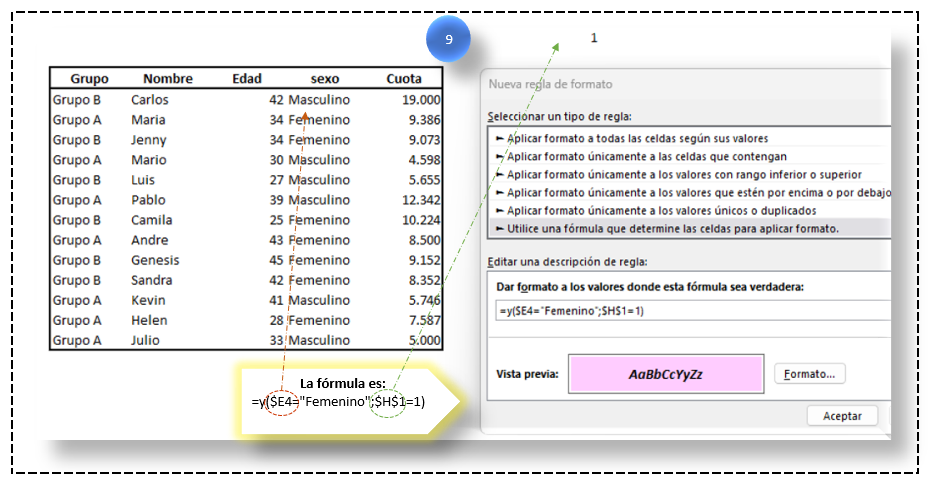 9
1
Grupo Nombre Edad sexo Cuota
Grupo B Carlos 42 Masculino 19.000
Grupo A Maria 34 Femenino 9.386
Grupo B Jenny 34 Femenino 9.073
Grupo A Mario 30 Masculino 4.598
Grupo B Luis 27 Masculino 5.655
Grupo A Pablo 39 Masculino 12.342
Grupo B Camila 25 Femenino 10.224
Grupo A Andre 43 Femenino 8.500
Grupo B Genesis 45 Femenino 9.152
Grupo B Sandra 42 Femenino 8.352
Grupo A Kevin 41 Masculino 5.746
Grupo A Helen 28 Femenino 7.587
Grupo A Julio 33 Masculino 5.000
La fórmula es:
=y($E4="Femenino";$H$1=1)
Nueva regla de formato
Seleccionar un tipo de regla:
► Aplicar formato a todas las celdas según sus valores
► Aplicar formato únicamente a las celdas que contengan
► Aplicar formato únicamente a los valores con rango inferior o superior
► Aplicar formato únicamente a los valores que estén por encima o por debajo
► Aplicar formato únicamente a los valores únicos o duplicados
► Utilice una fórmula que determine las celdas para aplicar formato.
Editar una descripción de regla:
Dar formato a los valores donde esta fórmula sea verdadera:
=y($E4="Femenino";$H$1=1)
Vista previa: AaBbCcYyZz Formato...
Aceptar